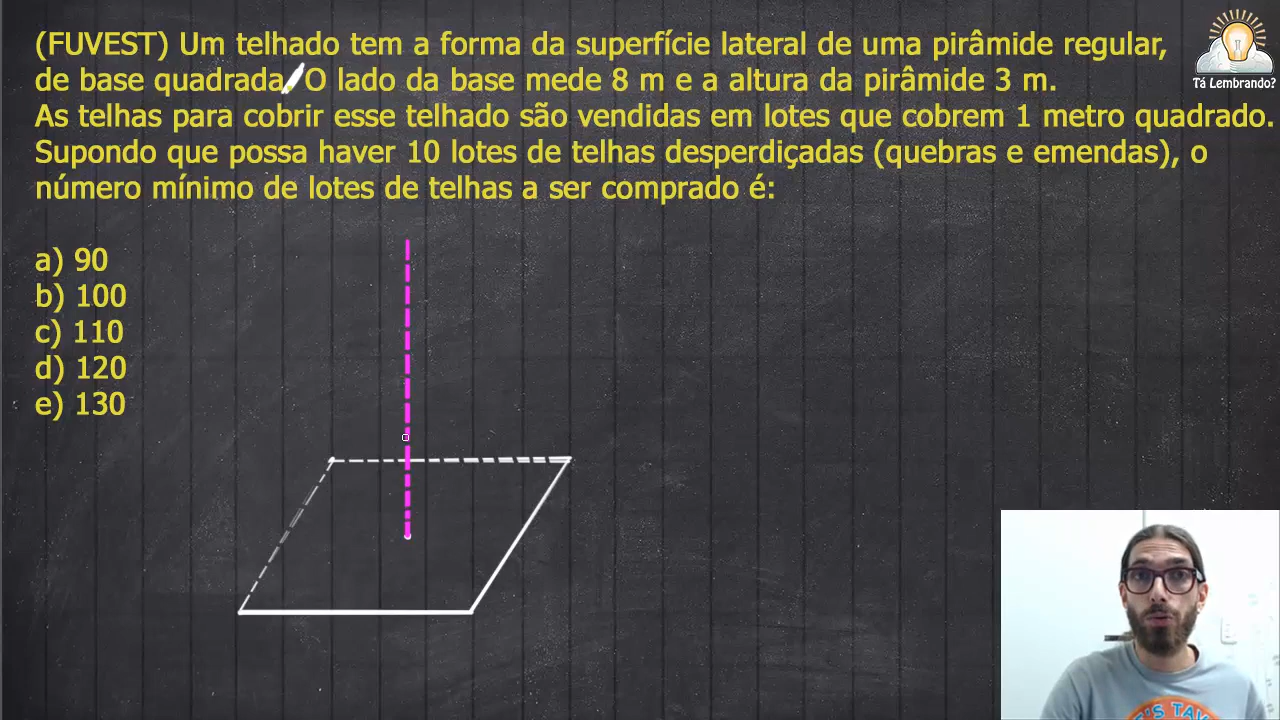 (FUVEST) Um telhado tem a forma da superfície lateral de uma pirâmide regular,
de base quadrada. O lado da base mede 8 m e a altura da pirâmide 3 m.
As telhas para cobrir esse telhado são vendidas em lotes que cobrem 1 metro quadrado.
Supondo que possa haver 10 lotes de telhas desperdiçadas (quebras e emendas), o
número mínimo de lotes de telhas a ser comprado é:
a) 90
b) 100
c) 110
d) 120
e) 130
Tá Lembrando?